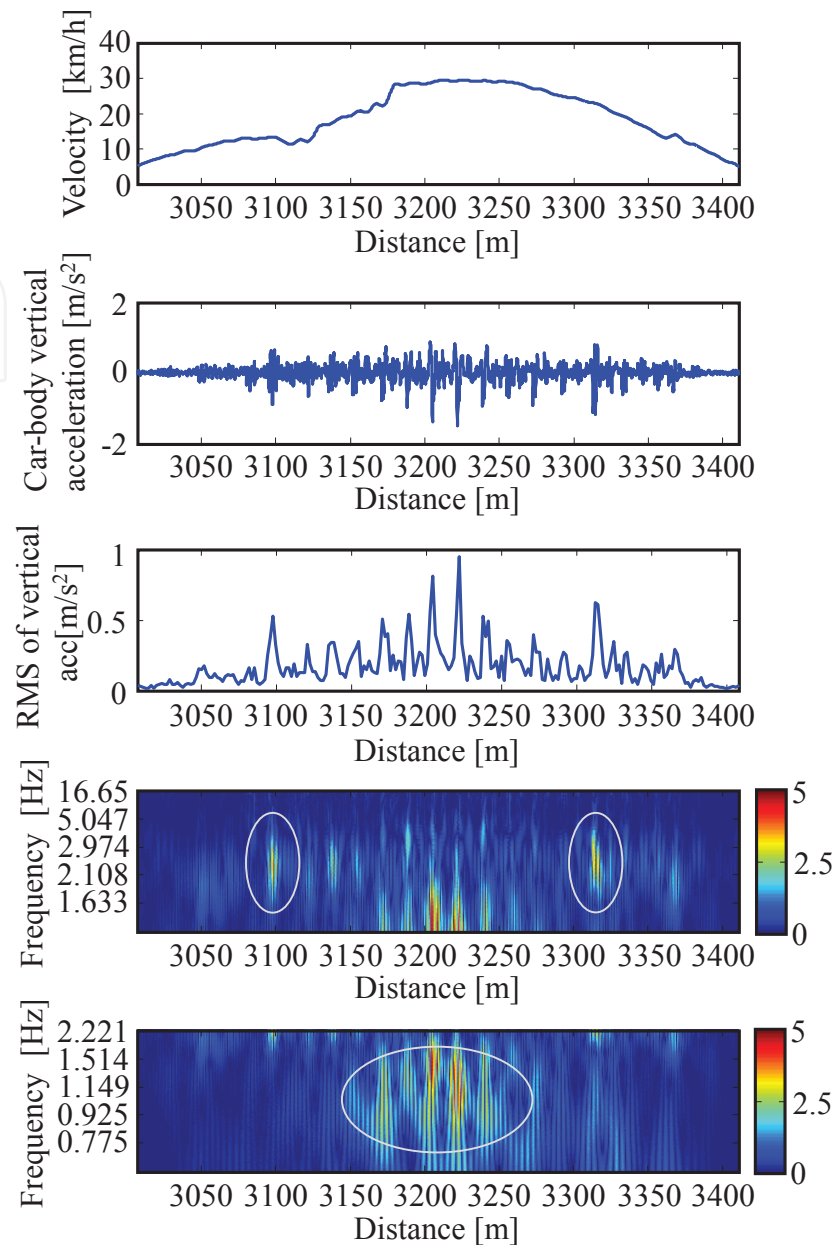 Velocity [km/h]
40
30
20
10
0
3050 3100 3150 3200 3250 3300 3350 3400
Distance [m]
Car-body vertical
acceleration [m/s²]
2
0
-2
3050 3100 3150 3200 3250 3300 3350 3400
Distance [m]
RMS of vertical
acc[m/s²]
1
0.5
0
3050 3100 3150 3200 3250 3300 3350 3400
Distance [m]
Frequency [Hz]
16.65
5.047
2.974
2.108
1.633
5
2.5
0
3050 3100 3150 3200 3250 3300 3350 3400
Distance [m]
Frequency [Hz]
2.221
1.514
1.149
0.925
0.775
5
2.5
0
3050 3100 3150 3200 3250 3300 3350 3400
Distance [m]